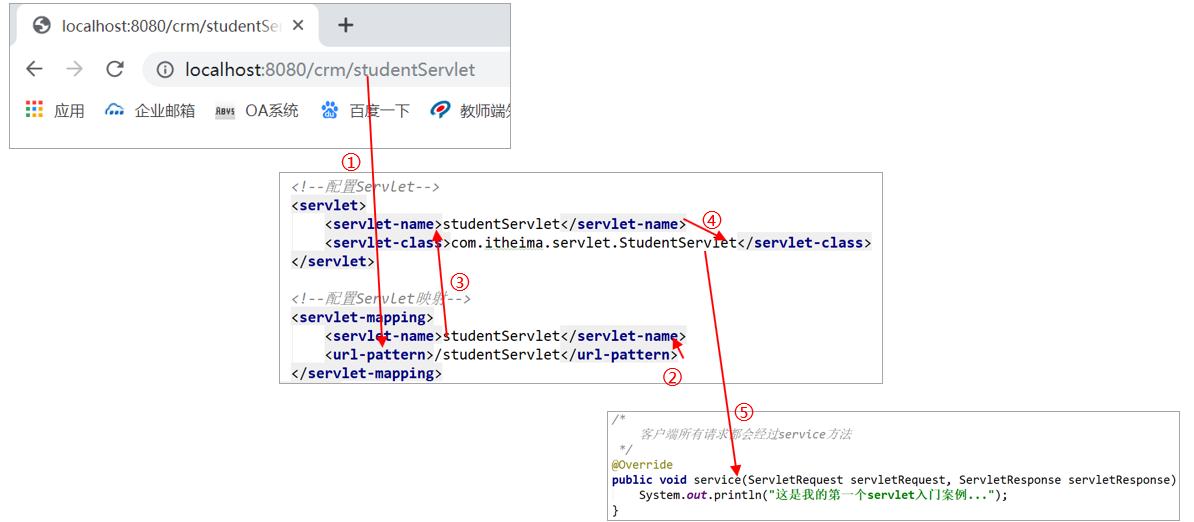 localhost:8080/crm/studentSe
localhost:8080/crm/studentServlet
应用 企业邮箱 OA系统 百度一下 教师端
①
<!--配置Servlet-->
<servlet>
<servlet-name>studentServlet</servlet-name>
④
<servlet-class>com.itheima.servlet.StudentServlet</servlet-class>
</servlet>
③
<!--配置Servlet映射-->
<servlet-mapping>
<servlet-name>studentServlet</servlet-name>
<url-pattern>/studentServlet</url-pattern>
</servlet-mapping>
②
⑤
/*
客户端所有请求都会经过service方法
*/
@Override
public void service(ServletRequest servletRequest, ServletResponse servletResponse)
System.out.println("这是我的第一个servlet入门案例...");
}